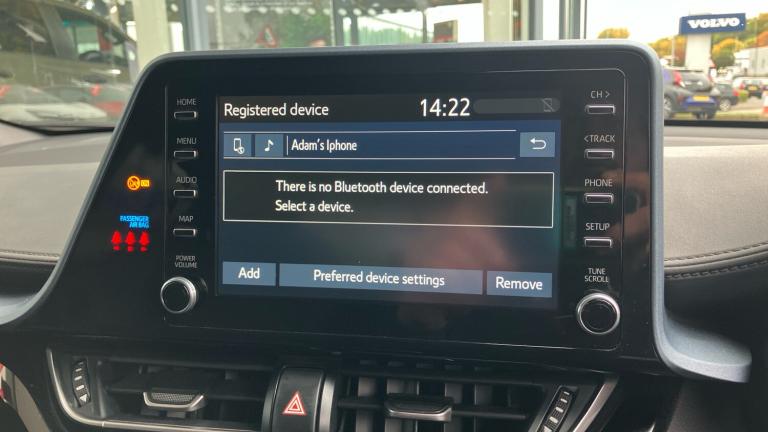 VOLVO
Registered device
14:22
Adam's Iphone
There is no Bluetooth device connected.
Select a device.
Add
Preferred device settings
Remove
HOME
MENU
AUDIO
MAP
POWER
VOLUME
CH >
< TRACK
PHONE
SETUP
TUNE
SCROLL
PASSENGER
AIR BAG
ON